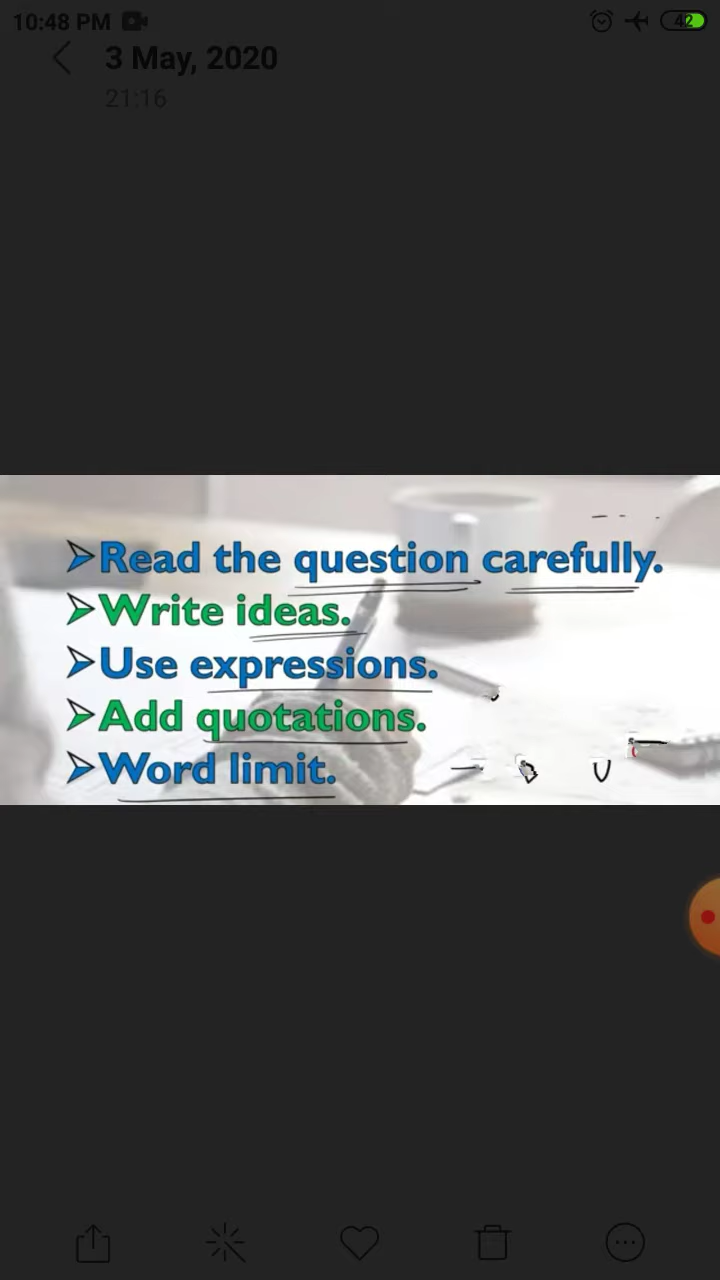 10:48 PM
42
3 May, 2020
21:16
➢Read the question carefully.
➢Write ideas.
➢Use expressions.
➢Add quotations.
➢Word limit.
U